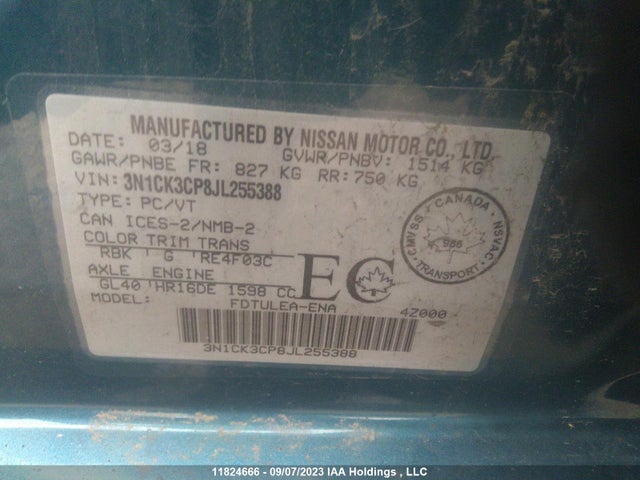 MANUFACTURED BY NISSAN MOTOR CO., LTD.
DATE: 03/18 GVWR/PNBV: 1514 KG
GAWR/PNBE FR: 827 KG RR: 750 KG
VIN: 3N1CK3CP8JL255388
TYPE: PC/VT
CAN ICES-2/NMB-2
COLOR TRIM TRANS
RBK G RE4F03C
AXLE ENGINE
GL40 HR16DE 1598 CC
MODEL: FDTULEA-ENA 4Z000
EC
CANADA
CMVSS NSVAC
986
TRANSPORT
3N1CK3CP8JL255388
11824666 - 09/07/2023 IAA Holdings , LLC